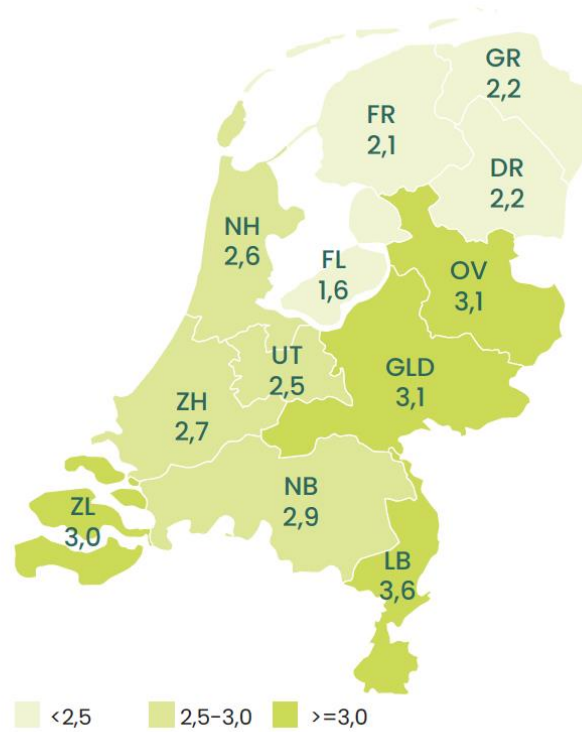 GR
2,2
FR
2,1
DR
2,2
NH
2,6
FL
1,6
OV
3,1
UT
2,5
GLD
3,1
ZH
2,7
NB
2,9
ZL
3,0
LB
3,6
<2,5 2,5-3,0 >=3,0